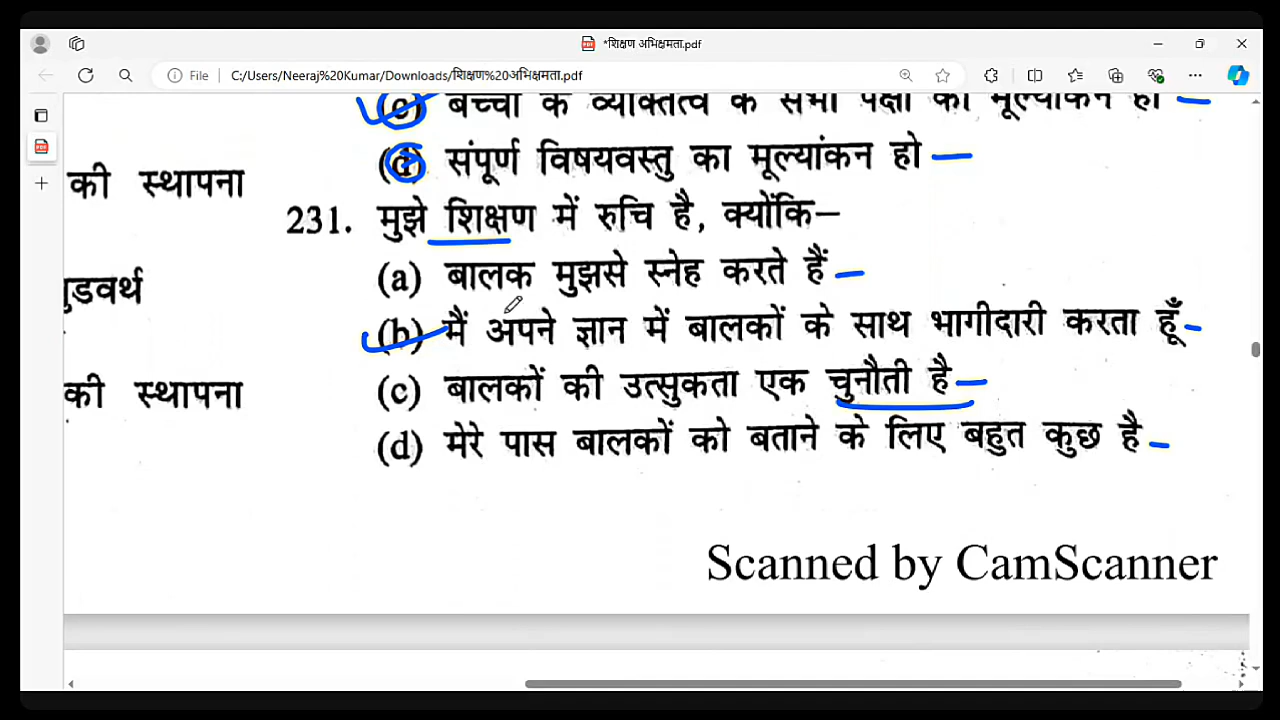 *शिक्षण अभिक्षमता.pdf
File C:/Users/Neeraj%20Kumar/Downloads/शिक्षण%20अभिक्षमता.pdf
(c) बच्चों के व्यक्तित्व के सभी पक्षों का मूल्यांकन हो
(d) संपूर्ण विषयवस्तु का मूल्यांकन हो
की स्थापना
231. मुझे शिक्षण में रुचि है, क्योंकि–
(a) बालक मुझसे स्नेह करते हैं
(b) मैं अपने ज्ञान में बालकों के साथ भागीदारी करता हूँ
(c) बालकों की उत्सुकता एक चुनौती है
की स्थापना
(d) मेरे पास बालकों को बताने के लिए बहुत कुछ है
Scanned by CamScanner